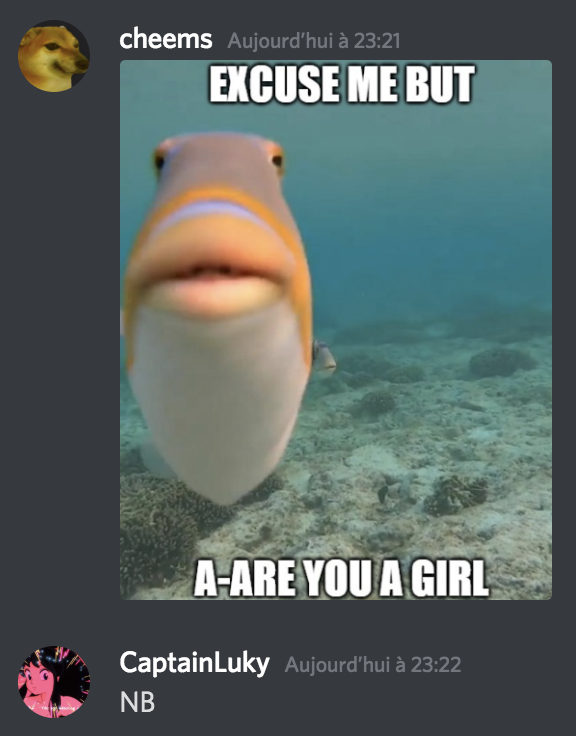 cheems Aujourd'hui à 23:21
EXCUSE ME BUT
A-ARE YOU A GIRL
CaptainLuky Aujourd'hui à 23:22
NB